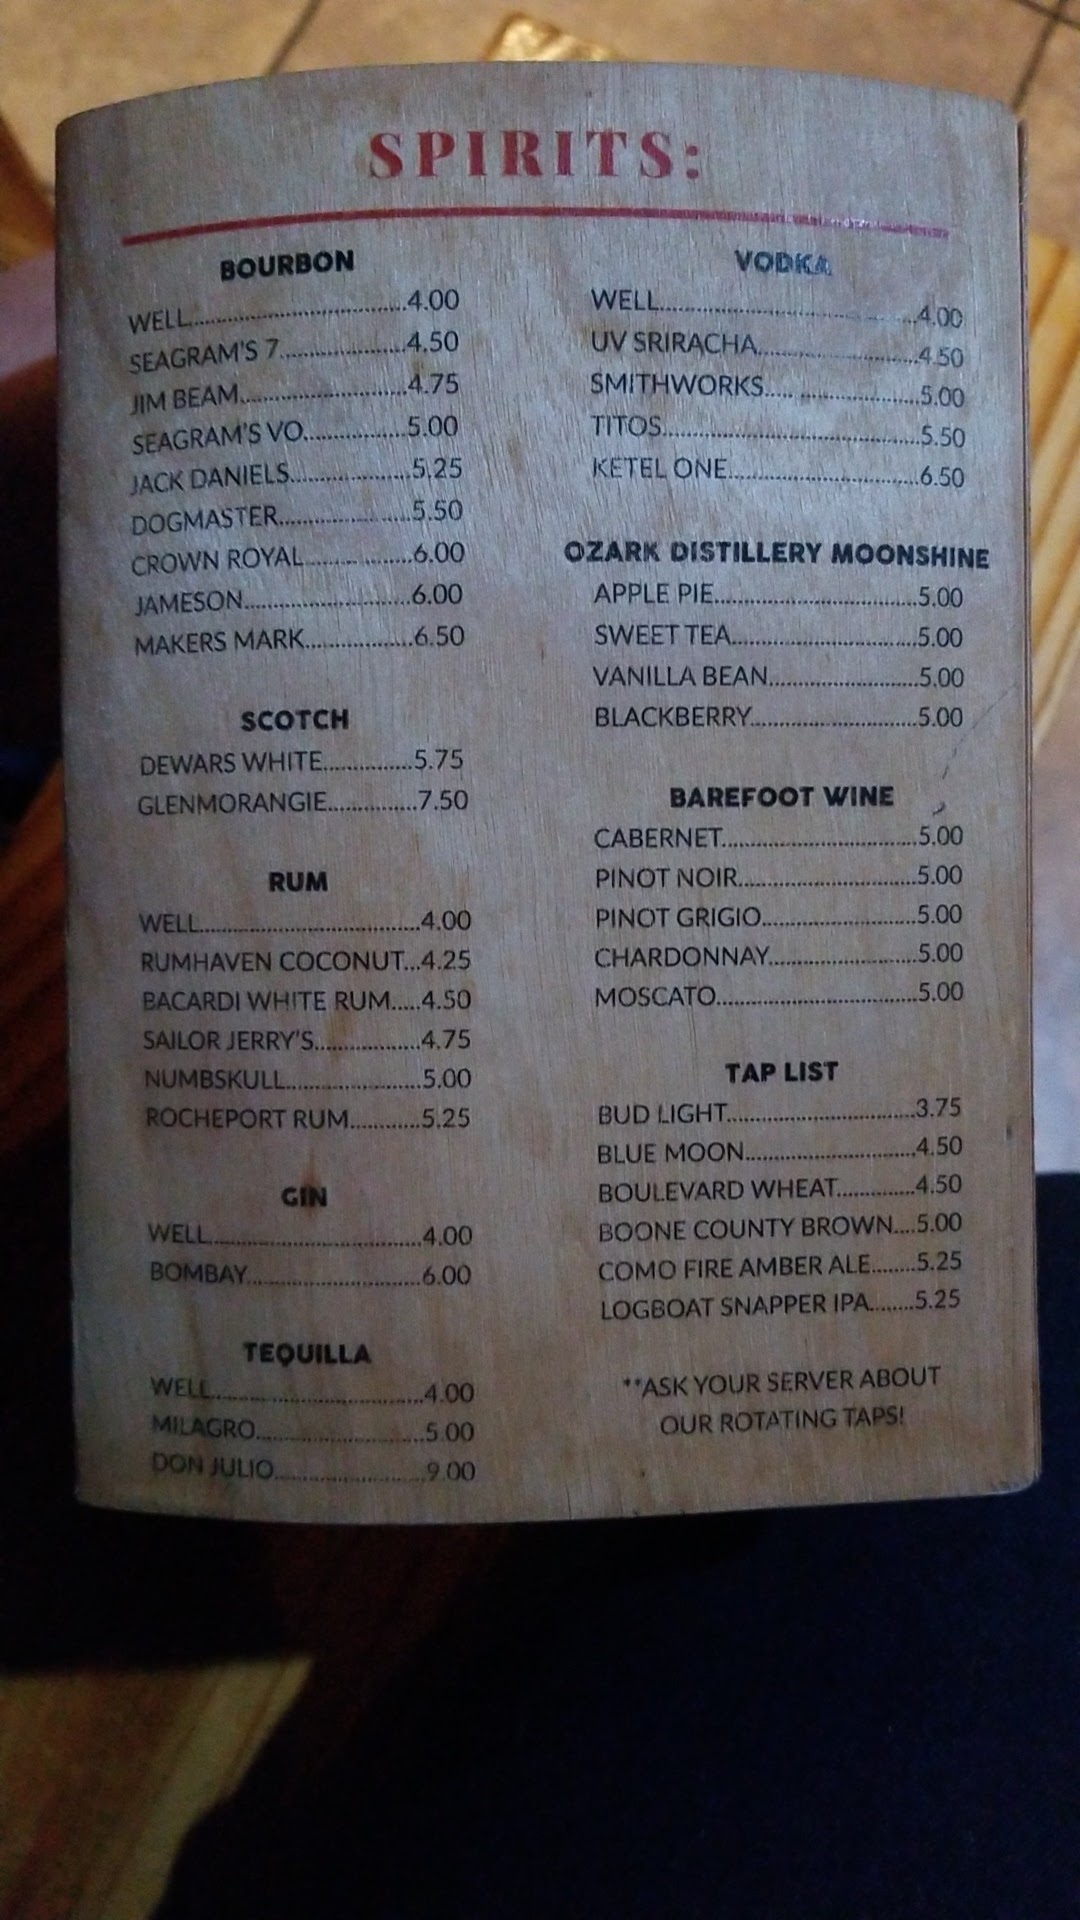 SPIRITS:
BOURBON
WELL....................................4.00
SEAGRAM'S 7.....................4.50
JIM BEAM............................4.75
SEAGRAM'S VO.................5.00
JACK DANIELS....................5.25
DOGMASTER......................5.50
CROWN ROYAL..................6.00
JAMESON............................6.00
MAKERS MARK..................6.50
SCOTCH
DEWARS WHITE...............5.75
GLENMORANGIE...............7.50
RUM
WELL.....................................4.00
RUMHAVEN COCONUT...4.25
BACARDI WHITE RUM.....4.50
SAILOR JERRY'S..................4.75
NUMBSKULL.......................5.00
ROCHEPORT RUM............5.25
GIN
WELL....................................4.00
BOMBAY.............................6.00
TEQUILLA
WELL....................................4.00
MILAGRO............................5.00
DON JULIO..........................9.00
VODKA
WELL...........................................4.00
UV SRIRACHA...........................4.50
SMITHWORKS..........................5.00
TITOS...........................................5.50
KETEL ONE................................6.50
OZARK DISTILLERY MOONSHINE
APPLE PIE...................................5.00
SWEET TEA................................5.00
VANILLA BEAN..........................5.00
BLACKBERRY.............................5.00
BAREFOOT WINE
CABERNET.................................5.00
PINOT NOIR...............................5.00
PINOT GRIGIO...........................5.00
CHARDONNAY..........................5.00
MOSCATO...................................5.00
TAP LIST
BUD LIGHT.................................3.75
BLUE MOON..............................4.50
BOULEVARD WHEAT..............4.50
BOONE COUNTY BROWN....5.00
COMO FIRE AMBER ALE........5.25
LOGBOAT SNAPPER IPA........5.25
**ASK YOUR SERVER ABOUT
OUR ROTATING TAPS!